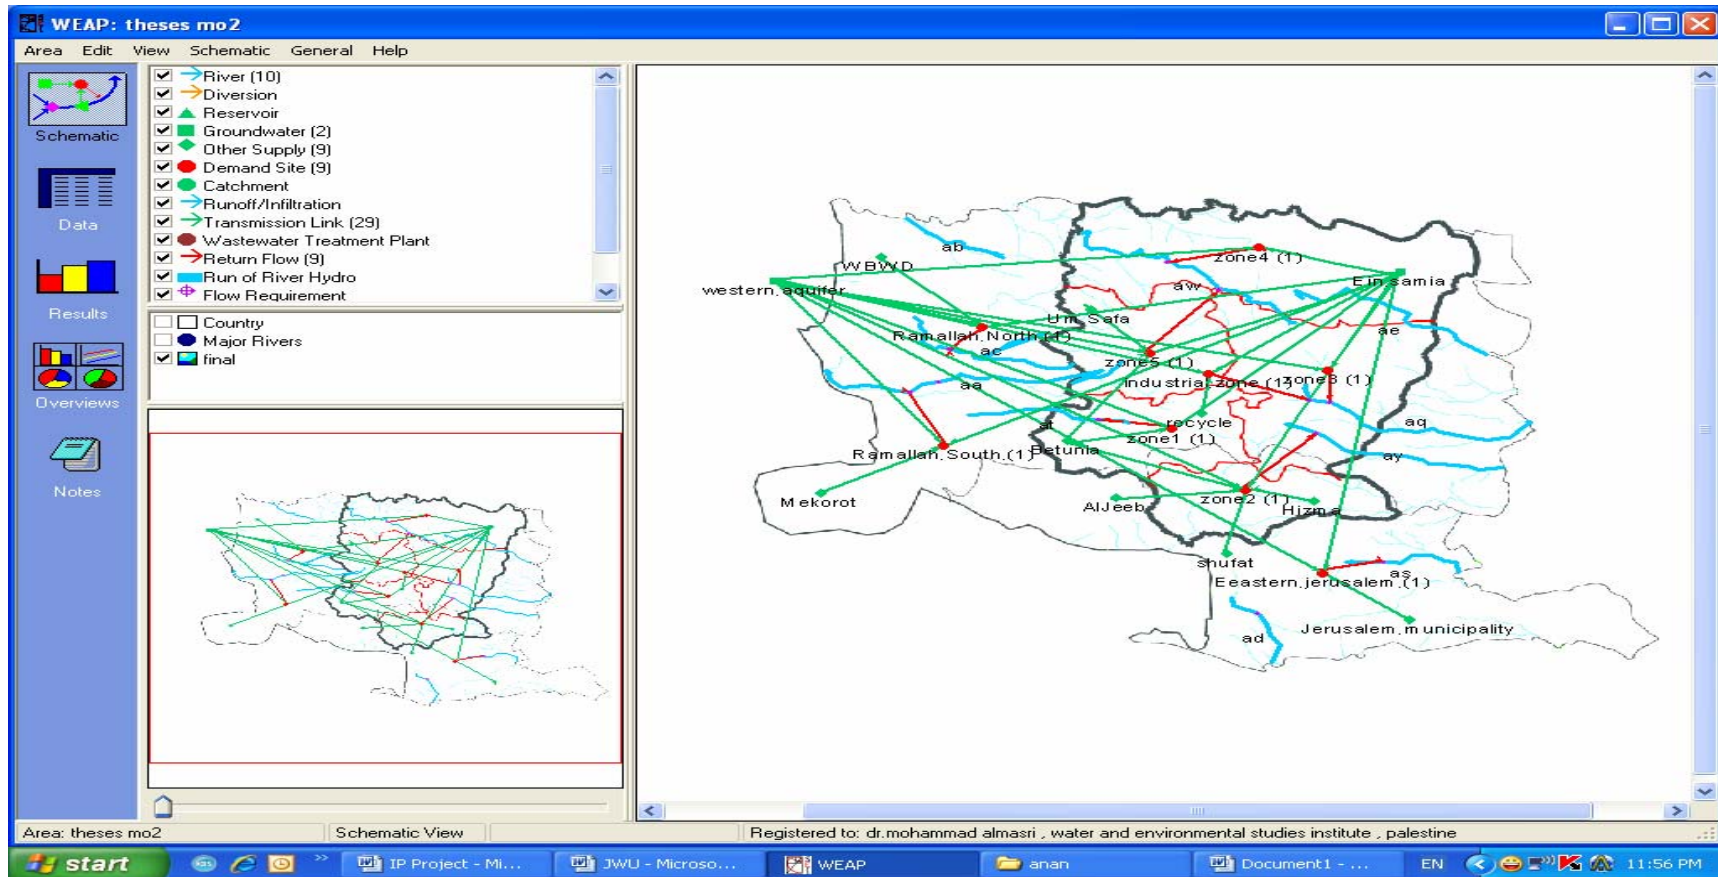 WEAP: theses mo2
Area Edit View Schematic General Help
Schematic
Data
Results
Overviews
Notes
River (10)
Diversion
Reservoir
Groundwater (2)
Other Supply (9)
Demand Site (9)
Catchment
Runoff/Infiltration
Transmission Link (29)
Wastewater Treatment Plant
Return Flow (9)
Run of River Hydro
Flow Requirement
Country
Major Rivers
final
ab
zone4 (1)
WBWD
Ein samia
western,aquifer
aw
Um Safa
Ramallah,North,(1)
ae
ac
zone5 (1)
industrial zone (1)
zone3 (1)
aa
at
recycle
aq
zone1 (1)
Ramallah,South,(1)
Betunia
ay
Mekorot
AlJeeb
zone2 (1)
Hizma
shufat
as
Eeastern,jerusalem,(1)
Jerusalem,municipality
ad
Area: theses mo2 Schematic View Registered to: dr.mohammad almasri , water and environmental studies institute , palestine
start IP Project - Mi... JWU - Microso... WEAP anan Document1 - ... EN 11:56 PM